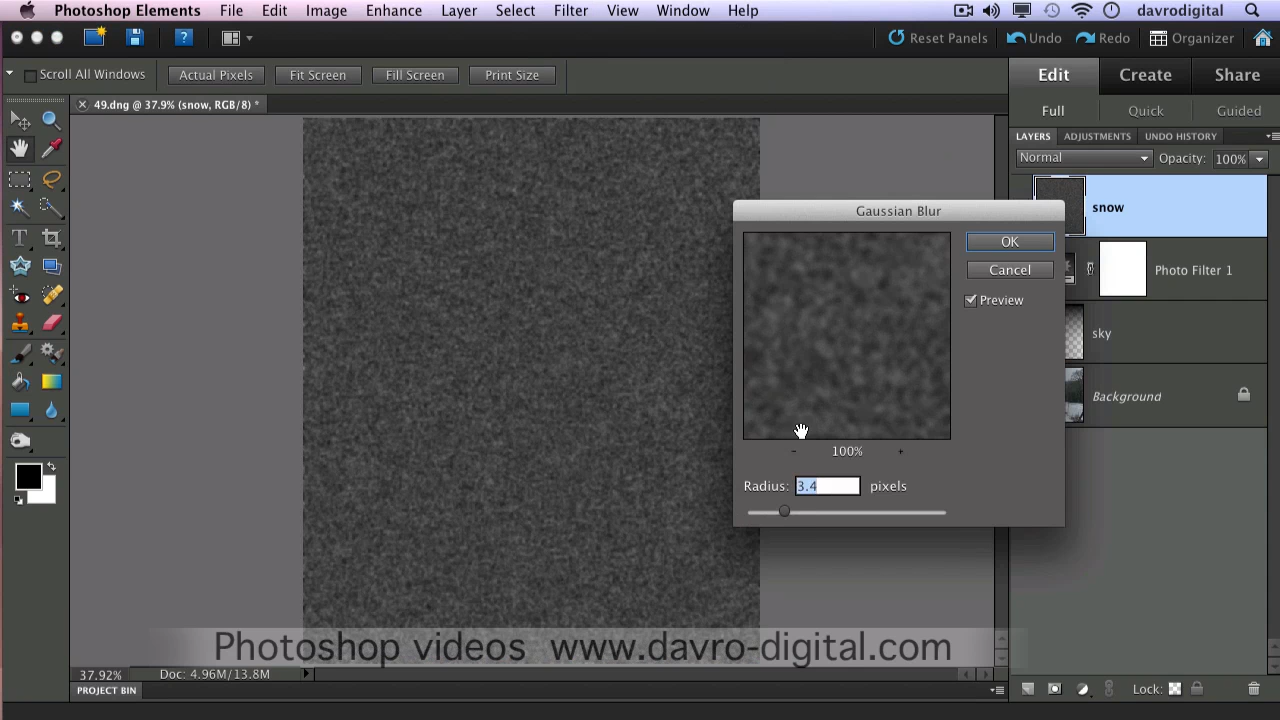 Photoshop Elements File Edit Image Enhance Layer Select Filter View Window Help davrodigital
? Reset Panels Undo Redo Organizer
Scroll All Windows Actual Pixels Fit Screen Fill Screen Print Size
Edit Create Share
49.dng @ 37.9% (snow, RGB/8) *
Full Quick Guided
LAYERS ADJUSTMENTS UNDO HISTORY
Normal Opacity: 100%
snow
Gaussian Blur
OK
Cancel
Preview
Photo Filter 1
sky
Background
- 100% +
Radius: 3.4 pixels
T
Photoshop videos www.davro-digital.com
37.92% Doc: 4.96M/13.8M
Lock:
PROJECT BIN